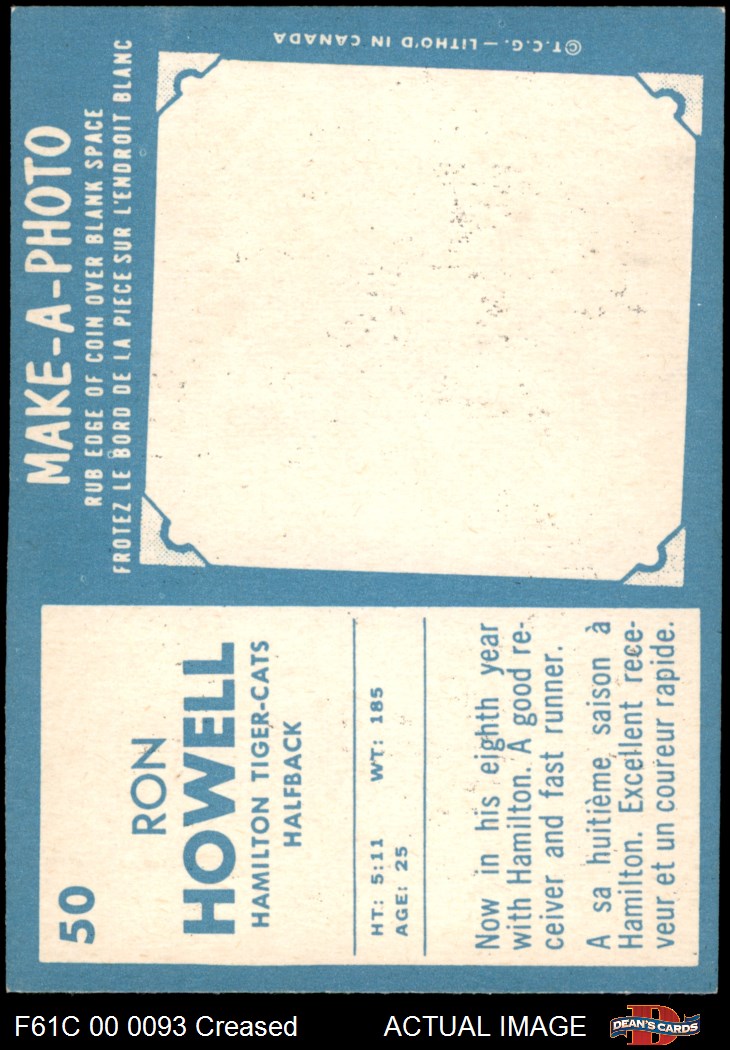 50
RON
HOWELL
HAMILTON TIGER-CATS
HALFBACK
HT: 5:11 WT: 185
AGE: 25
Now in his eighth year
with Hamilton. A good re-
ceiver and fast runner.
A sa huitième saison à
Hamilton. Excellent rece-
veur et un coureur rapide.
MAKE-A-PHOTO
RUB EDGE OF COIN OVER BLANK SPACE
FROTEZ LE BORD DE LA PIECE SUR L'ENDROIT BLANC
© T.C.G. — LITHO'D IN CANADA
F61C 00 0093 Creased ACTUAL IMAGE
DEAN'S CARDS